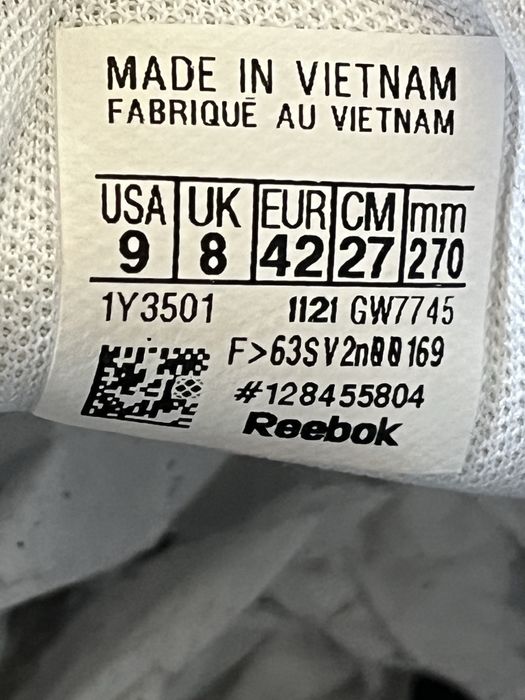 MADE IN VIETNAM
FABRIQUÉ AU VIETNAM
USA UK EUR CM mm
9 8 42 27 270
1Y3501 1121 GW7745
F>63SV2n00169
#128455804
Reebok